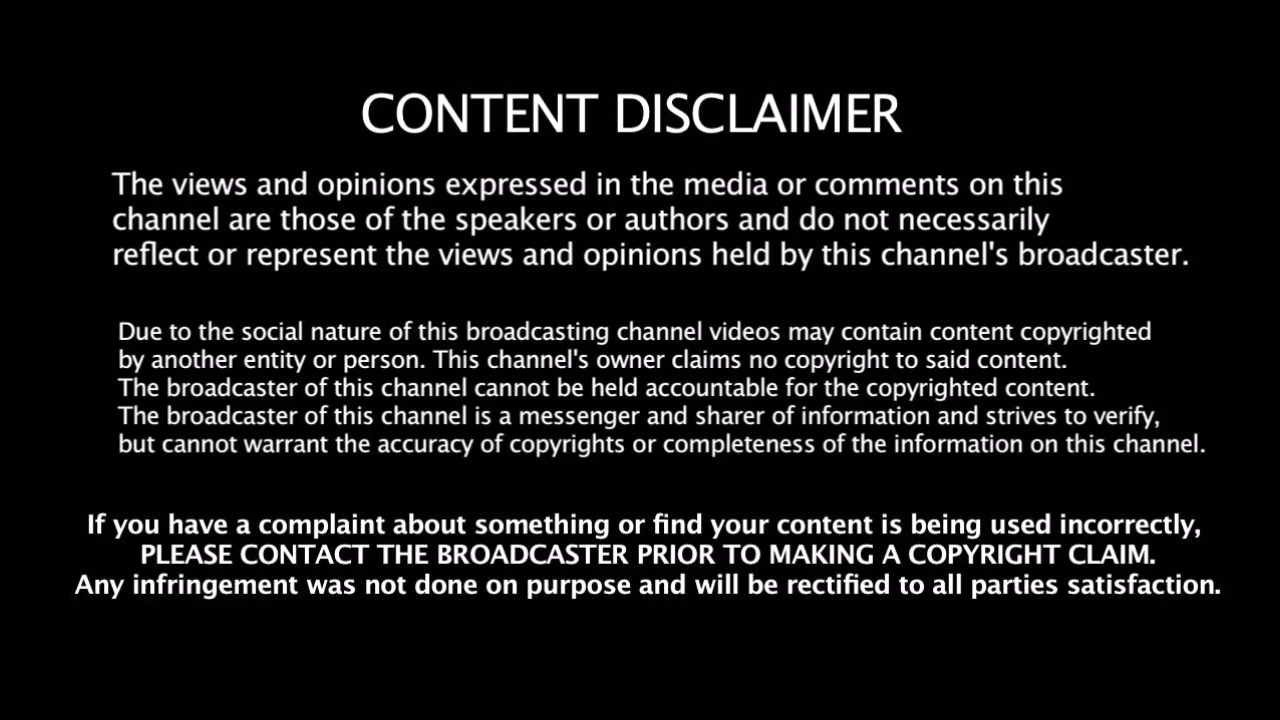 CONTENT DISCLAIMER
The views and opinions expressed in the media or comments on this
channel are those of the speakers or authors and do not necessarily
reflect or represent the views and opinions held by this channel's broadcaster.
Due to the social nature of this broadcasting channel videos may contain content copyrighted
by another entity or person. This channel's owner claims no copyright to said content.
The broadcaster of this channel cannot be held accountable for the copyrighted content.
The broadcaster of this channel is a messenger and sharer of information and strives to verify,
but cannot warrant the accuracy of copyrights or completeness of the information on this channel.
If you have a complaint about something or find your content is being used incorrectly,
PLEASE CONTACT THE BROADCASTER PRIOR TO MAKING A COPYRIGHT CLAIM.
Any infringement was not done on purpose and will be rectified to all parties satisfaction.